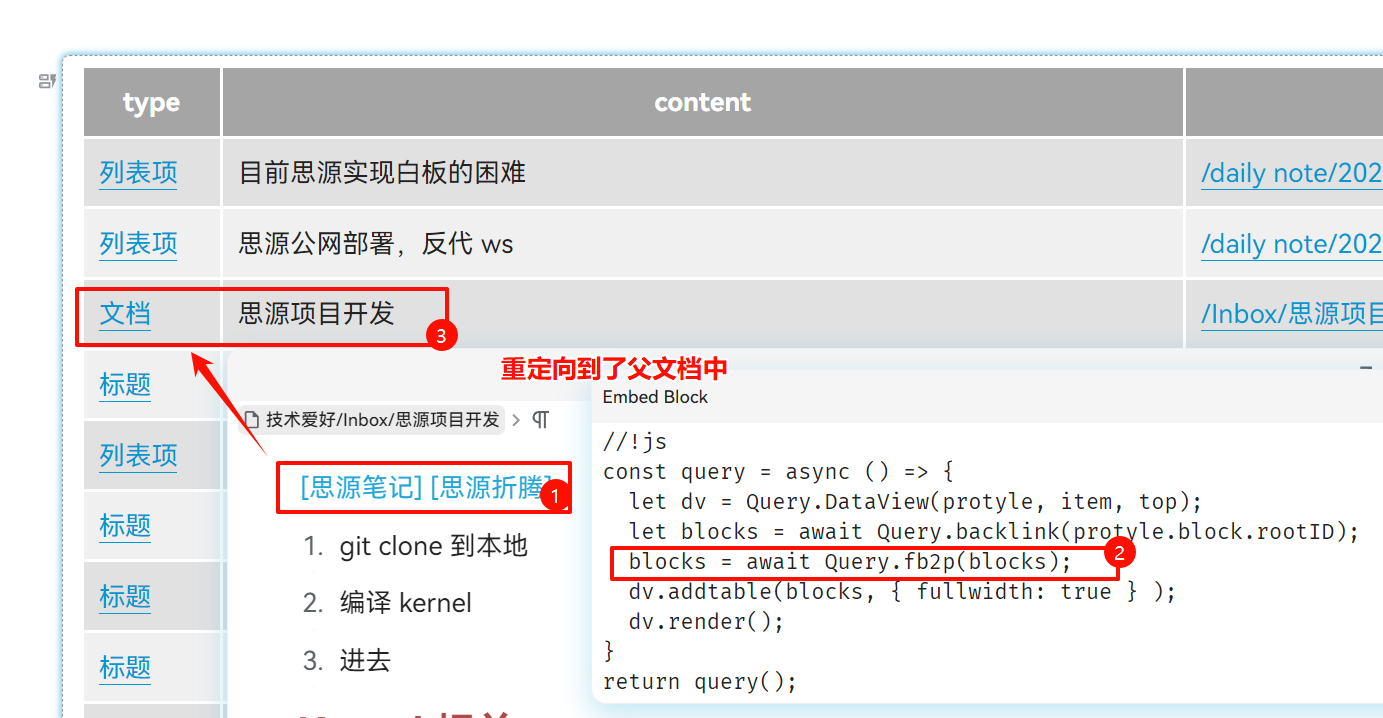 type content
列表项 目前思源实现白板的困难 /daily note/202
列表项 思源公网部署，反代 ws /daily note/202
文档 思源项目开发 /Inbox/思源项目
3
重定向到了父文档中
标题
Embed Block
技术爱好/Inbox/思源项目开发
//!js
列表项
const query = async () => {
[思源笔记] [思源折腾]
1
let dv = Query.DataView(protyle, item, top);
标题
let blocks = await Query.backlink(protyle.block.rootID);
1. git clone 到本地
blocks = await Query.fb2p(blocks);
2
标题
dv.addtable(blocks, { fullwidth: true } );
2. 编译 kernel
dv.render();
}
标题
3. 进去
return query();